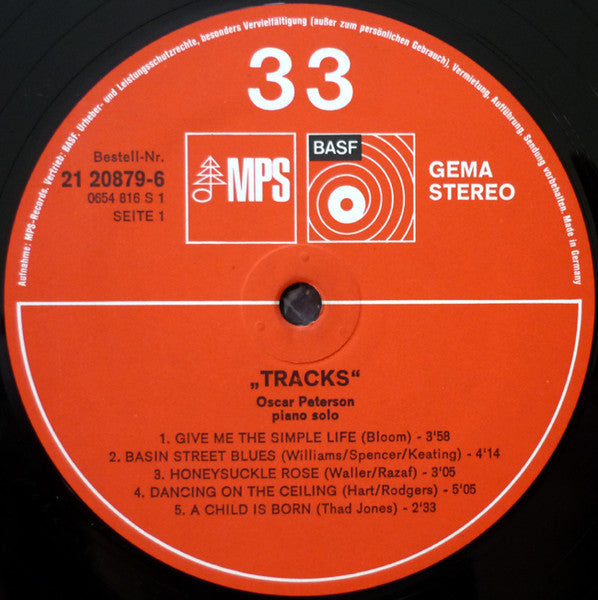 Aufnahme: MPS-Records. Vertrieb: BASF. Urheber- und Leistungsschutzrechte, besonders Vervielfältigung (außer zum persönlichen Gebrauch), Vermietung, Aufführung, Sendung vorbehalten. Made in Germany
33
Bestell-Nr.
21 20879-6
0654 816 S 1
SEITE 1
MPS
BASF
GEMA
STEREO
„TRACKS“
Oscar Peterson
piano solo
1. GIVE ME THE SIMPLE LIFE (Bloom) - 3'58
2. BASIN STREET BLUES (Williams/Spencer/Keating) - 4'14
3. HONEYSUCKLE ROSE (Waller/Razaf) - 3'05
4. DANCING ON THE CEILING (Hart/Rodgers) - 5'05
5. A CHILD IS BORN (Thad Jones) - 2'33